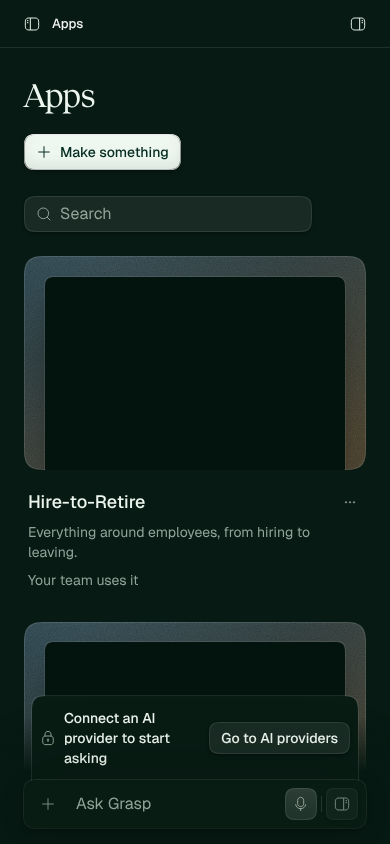 Apps
Apps
Make something
Search
Hire-to-Retire
Everything around employees, from hiring to
leaving.
Your team uses it
Connect an AI
provider to start
asking
Go to AI providers
Ask Grasp